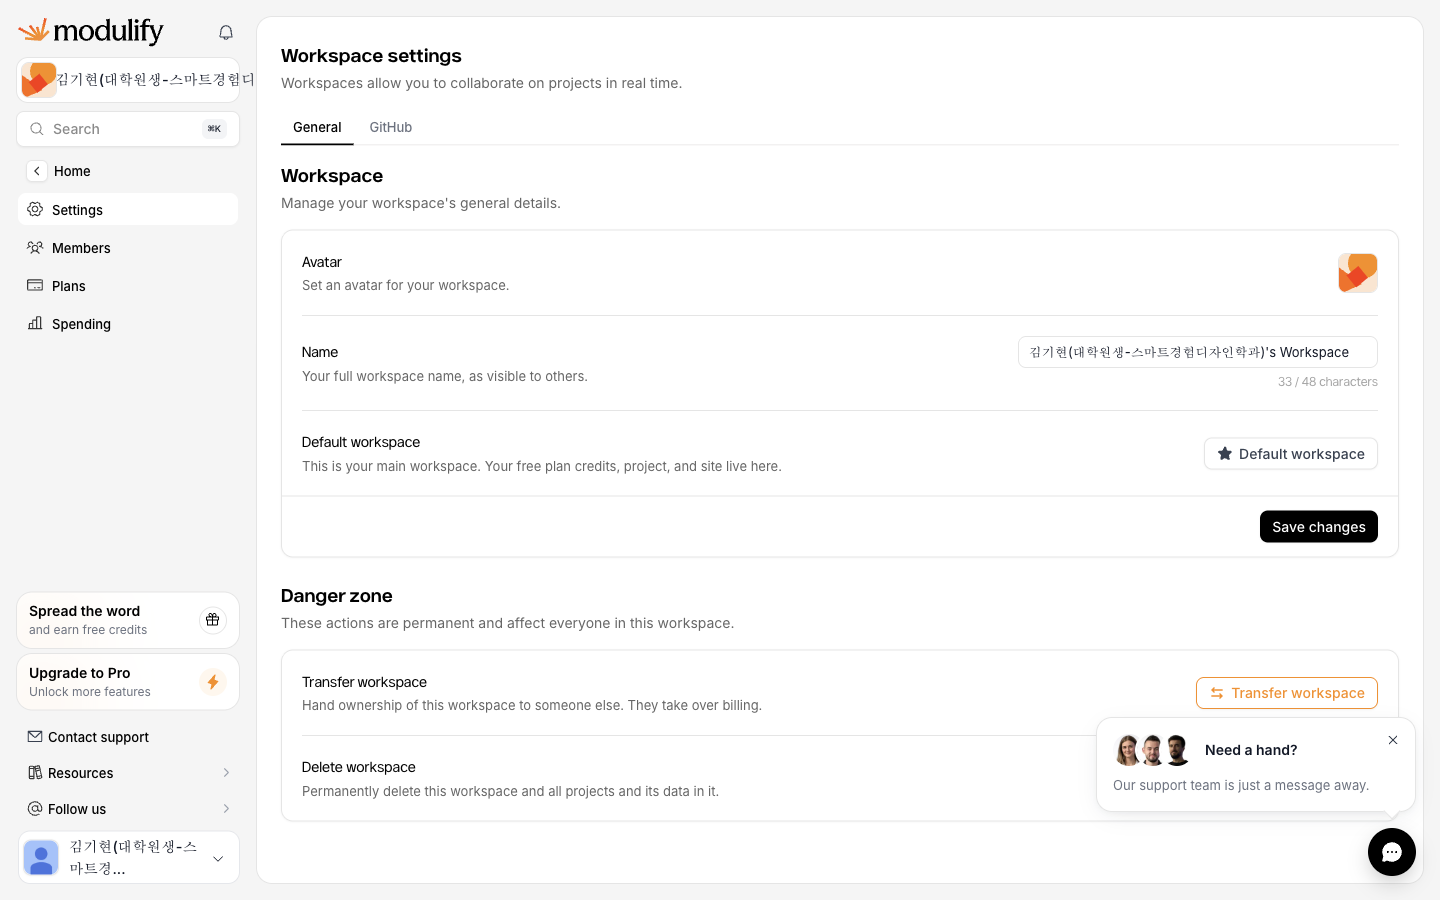 modulify
김기현(대학원생-스마트경험디
Search
⌘K
Home
Settings
Members
Plans
Spending
Spread the word
and earn free credits
Upgrade to Pro
Unlock more features
Contact support
Resources
Follow us
김기현(대학원생-스
마트경...
Workspace settings
Workspaces allow you to collaborate on projects in real time.
General
GitHub
Workspace
Manage your workspace's general details.
Avatar
Set an avatar for your workspace.
Name
김기현(대학원생-스마트경험디자인학과)'s Workspace
Your full workspace name, as visible to others.
33 / 48 characters
Default workspace
This is your main workspace. Your free plan credits, project, and site live here.
Default workspace
Save changes
Danger zone
These actions are permanent and affect everyone in this workspace.
Transfer workspace
Hand ownership of this workspace to someone else. They take over billing.
Transfer workspace
Delete workspace
Permanently delete this workspace and all projects and its data in it.
Need a hand?
Our support team is just a message away.